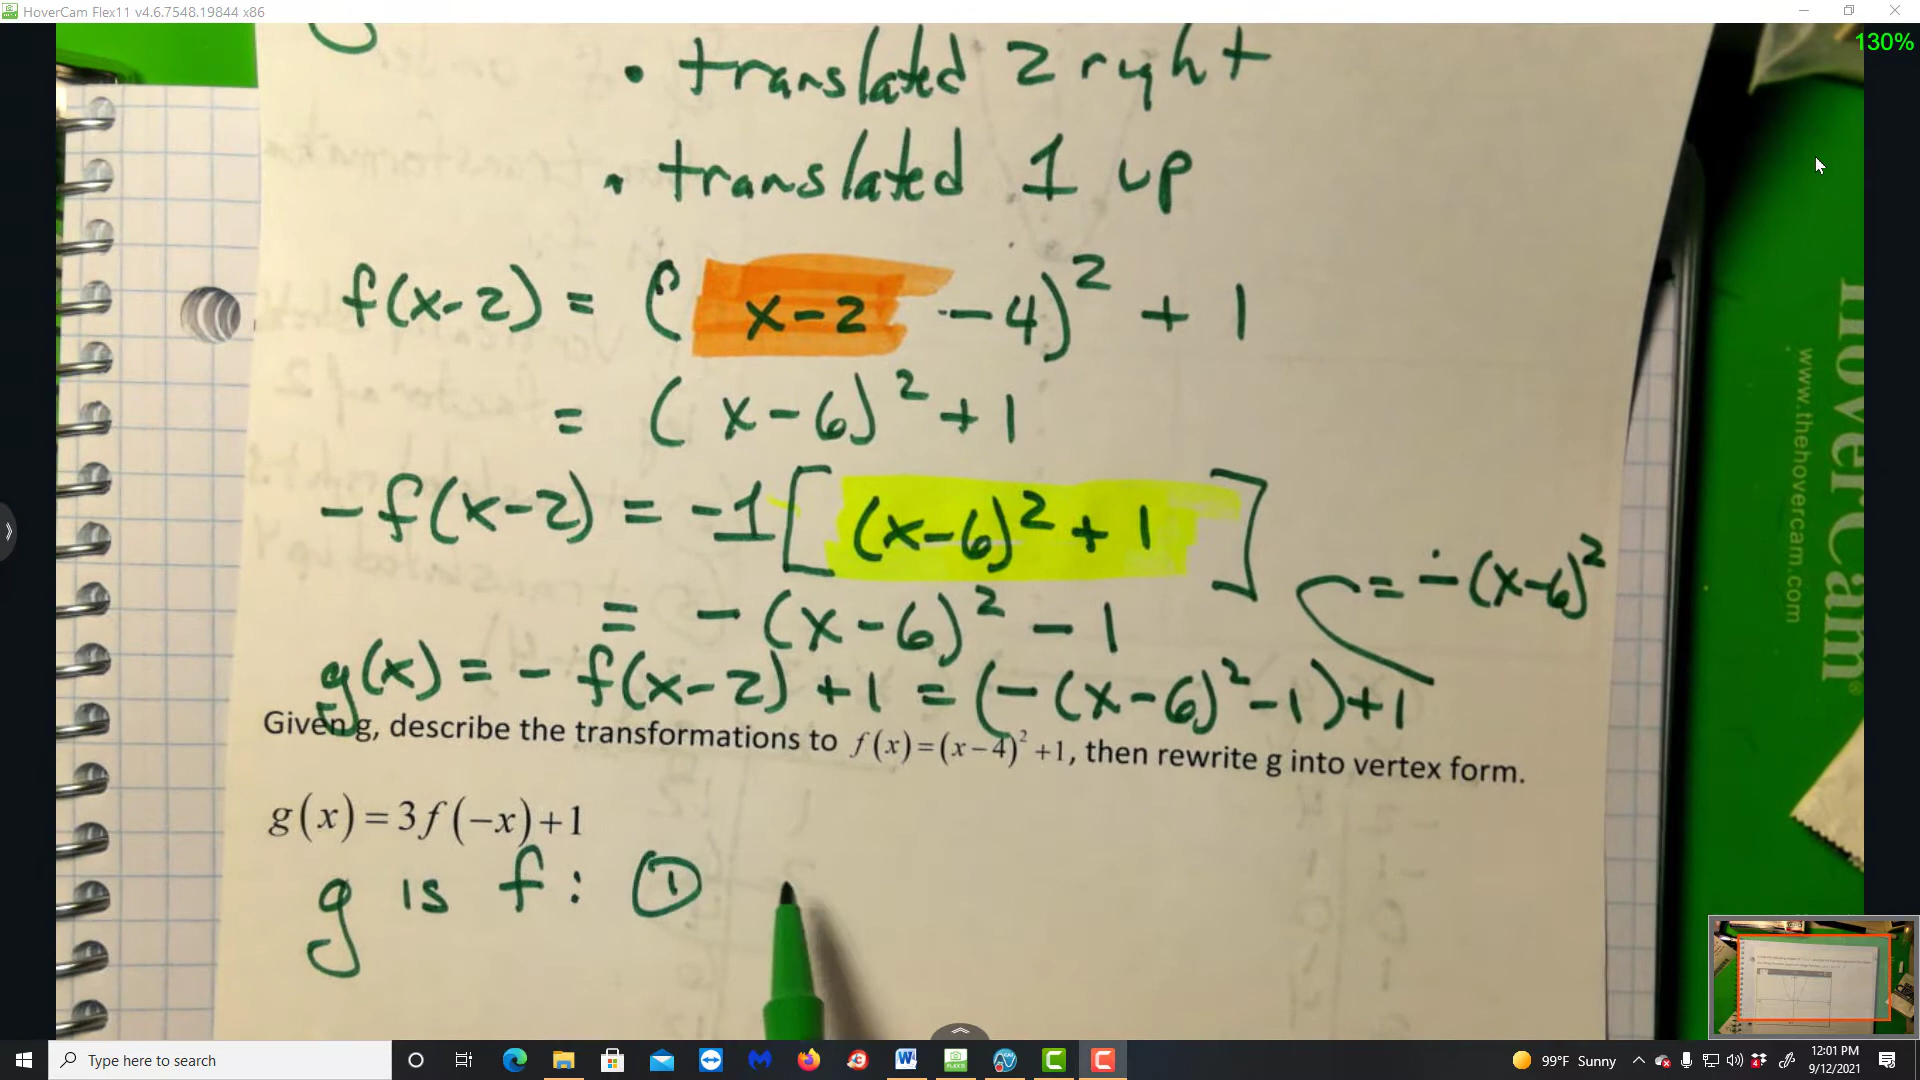 HoverCam Flex11 v4.6.7548.19844 x86
130%
• translated 2 right
• translated 1 up
f(x-2) = (x-2 -4)² + 1
= (x-6)² + 1
-f(x-2) = -1[(x-6)² + 1]
= -(x-6)² - 1
= -(x-6)²
g(x) = -f(x-2) + 1 = (-(x-6)² - 1) + 1
Given g, describe the transformations to f(x)=(x-4)²+1, then rewrite g into vertex form.
g(x)=3f(-x)+1
g is f: ①
HoverCam®
www.thehovercam.com
Type here to search
99°F Sunny
12:01 PM
9/12/2021